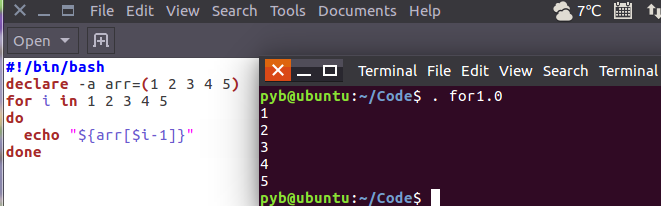 File Edit View Search Tools Documents Help 7℃
Open
#!/bin/bash
declare -a arr=(1 2 3 4 5)
for i in 1 2 3 4 5
do
  echo "${arr[$i-1]}"
done
Terminal File Edit View Search Terminal
pyb@ubuntu:~/Code$ . for1.0
1
2
3
4
5
pyb@ubuntu:~/Code$